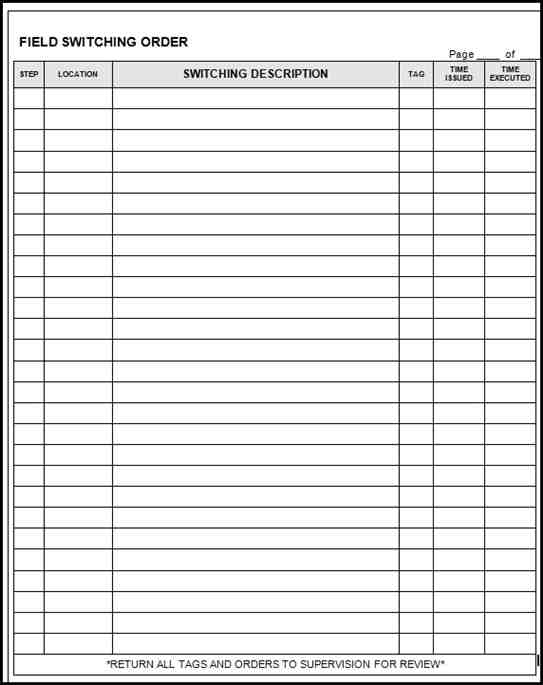 FIELD SWITCHING ORDER
Page ____ of ____
STEP LOCATION SWITCHING DESCRIPTION TAG TIME ISSUED TIME EXECUTED
*RETURN ALL TAGS AND ORDERS TO SUPERVISION FOR REVIEW*